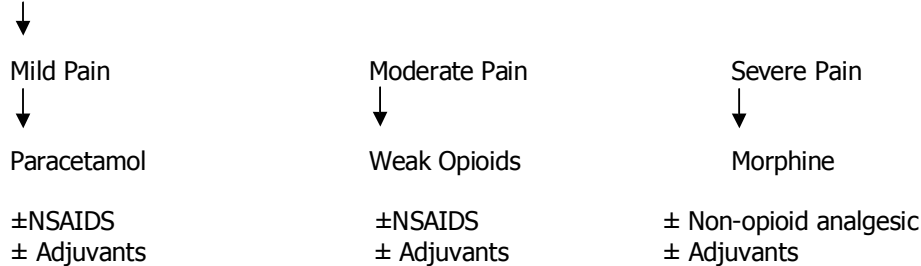 Mild Pain Moderate Pain Severe Pain
Paracetamol Weak Opioids Morphine
±NSAIDS ±NSAIDS ± Non-opioid analgesic
± Adjuvants ± Adjuvants ± Adjuvants